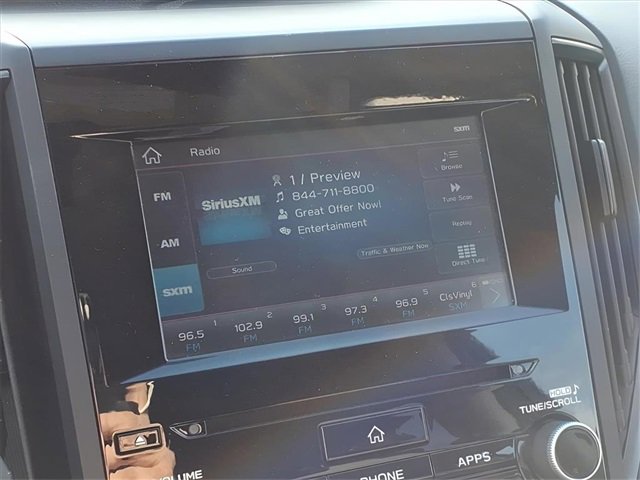 Radio
sxm
FM
AM
sxm
SiriusXM
1 / Preview
844-711-8800
Great Offer Now!
Entertainment
Browse
Tune Scan
Replay
Direct Tune
Sound
Traffic & Weather Now
1 2 3 4 5 6
96.5 102.9 99.1 97.3 96.9 ClsVinyl
FM FM FM FM FM SXM
HOLD
TUNE/SCROLL
VOLUME
PHONE
APPS